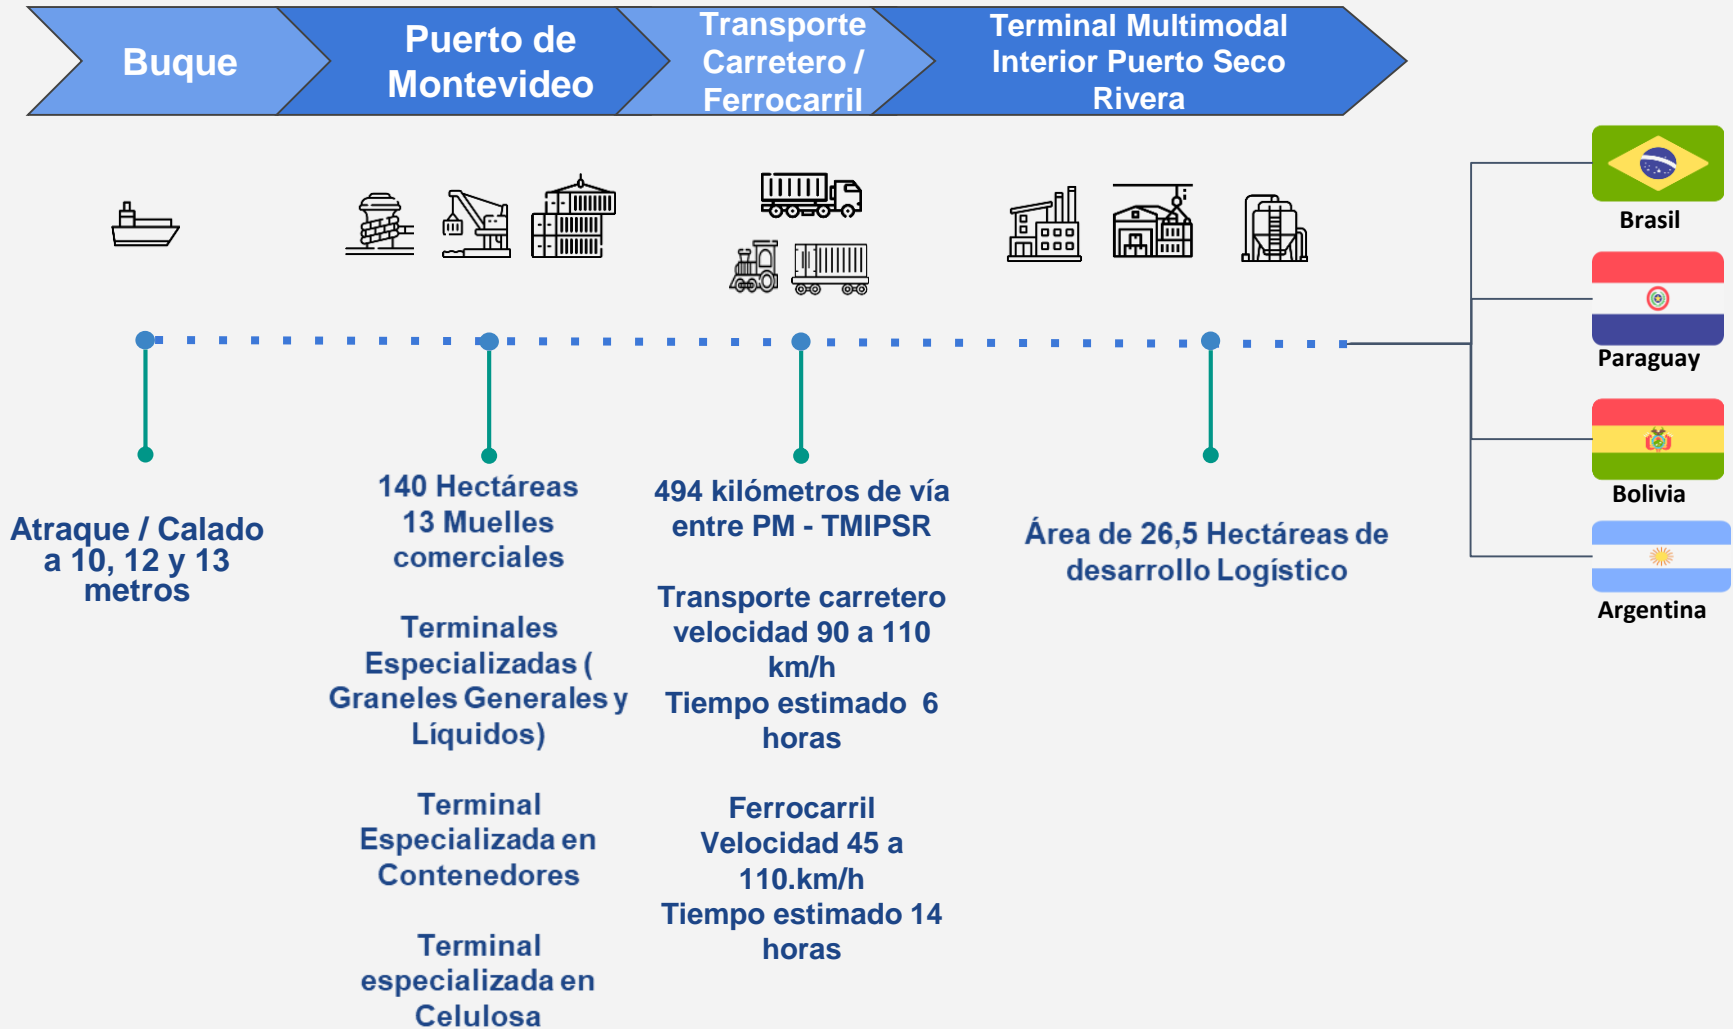 Buque
Puerto de
Montevideo
Transporte
Carretero /
Ferrocarril
Terminal Multimodal
Interior Puerto Seco
Rivera
Brasil
Paraguay
Bolivia
Argentina
Atraque / Calado
a 10, 12 y 13
metros
140 Hectáreas
13 Muelles
comerciales
Terminales
Especializadas (
Graneles Generales y
Líquidos)
Terminal
Especializada en
Contenedores
Terminal
especializada en
Celulosa
494 kilómetros de vía
entre PM - TMIPSR
Transporte carretero
velocidad 90 a 110
km/h
Tiempo estimado  6
horas
Ferrocarril
Velocidad 45 a
110.km/h
Tiempo estimado 14
horas
Área de 26,5 Hectáreas de
desarrollo Logístico